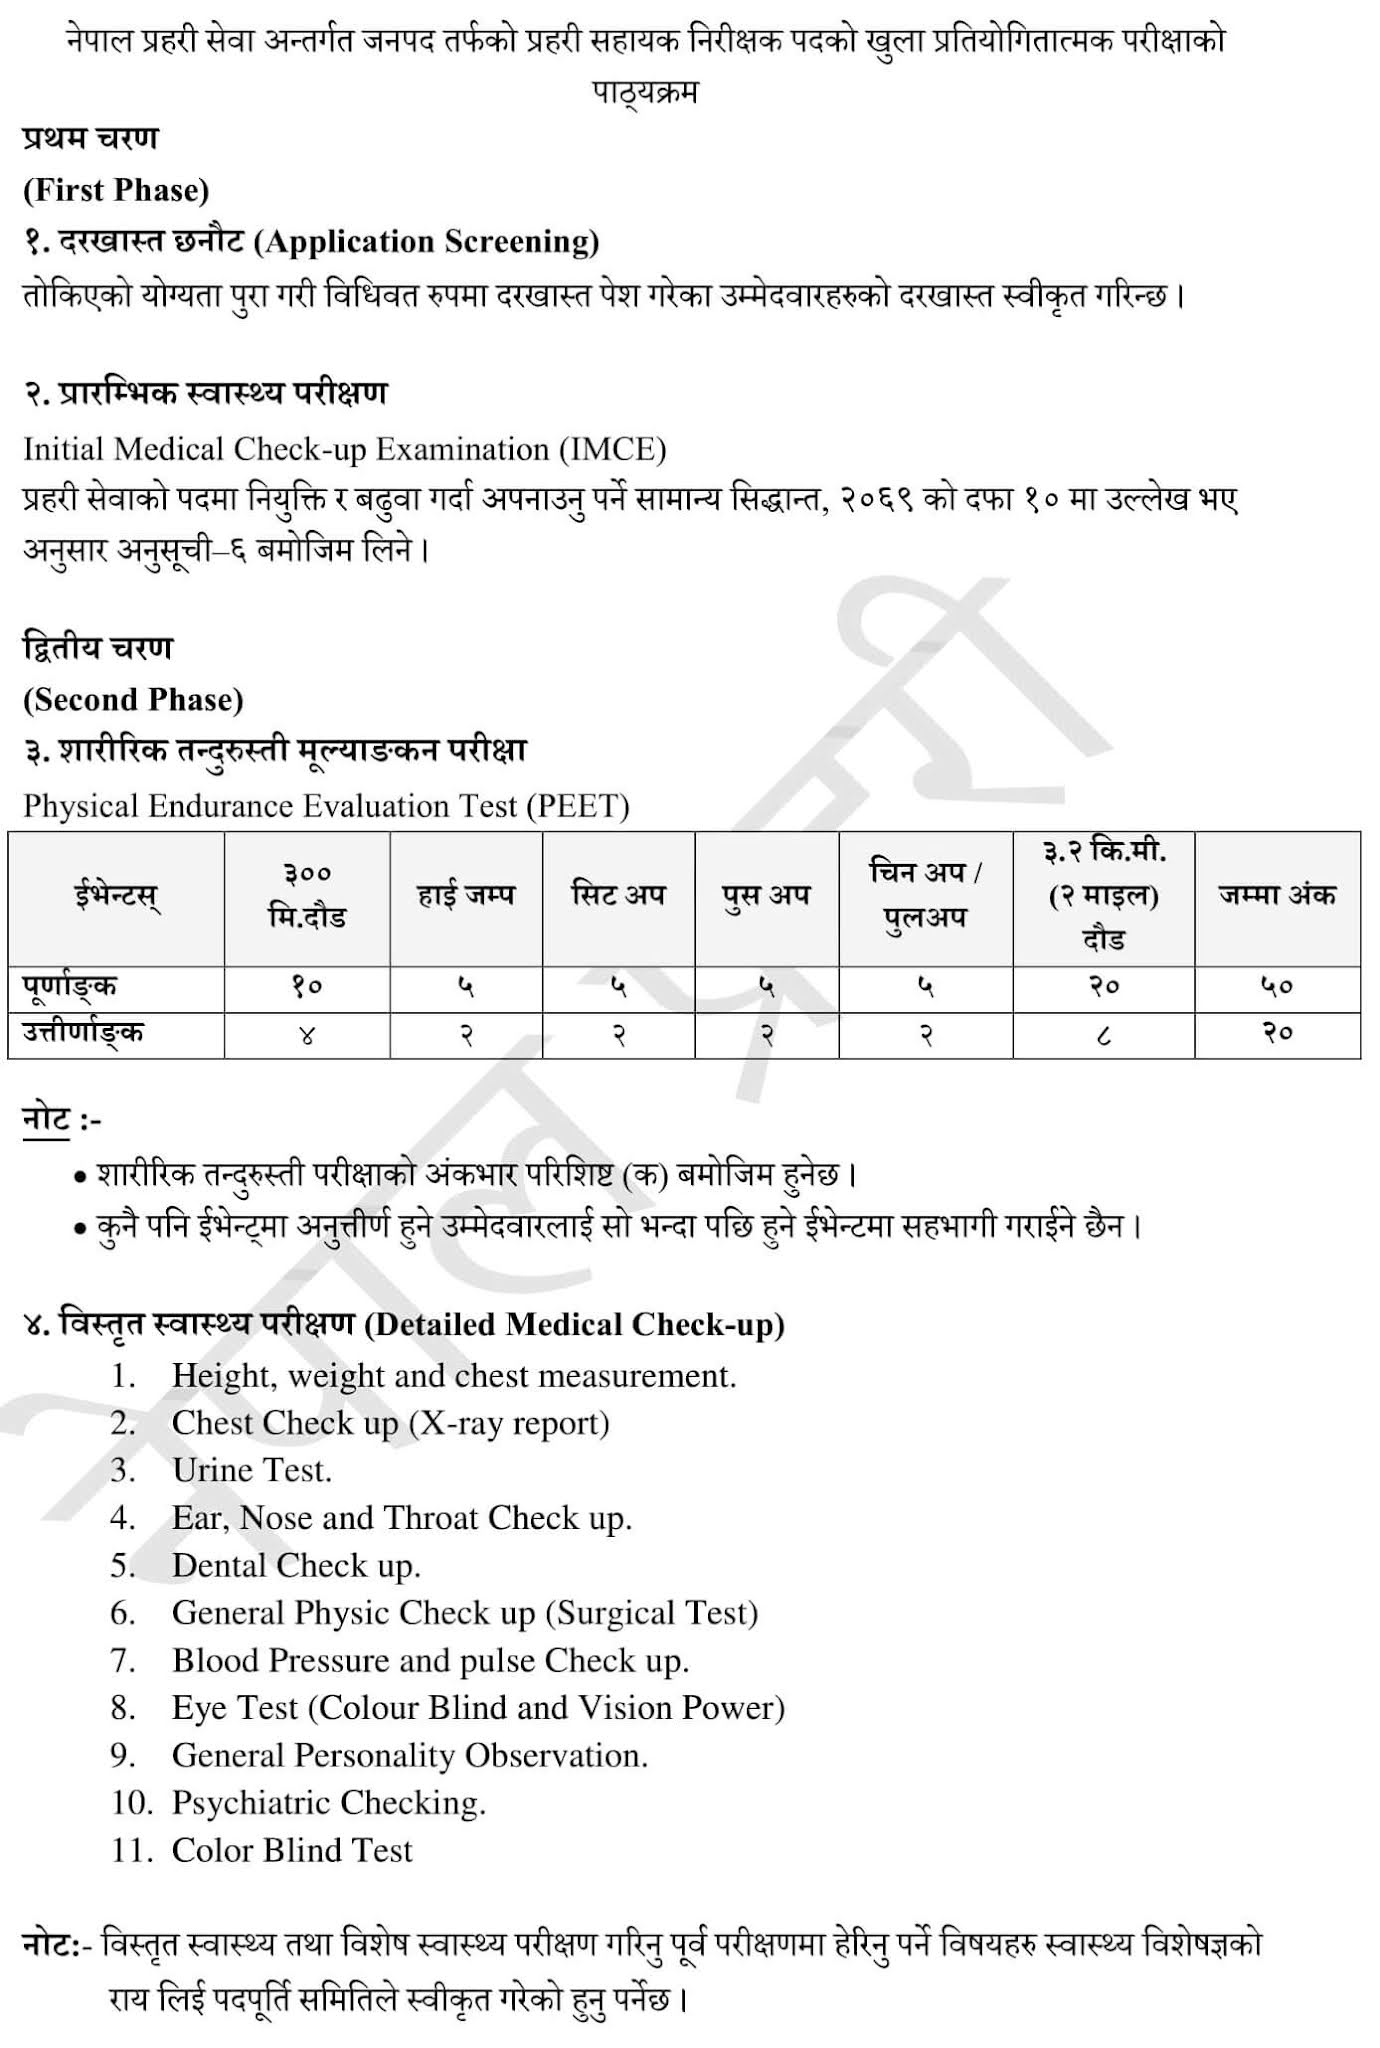 नेपाल प्रहरी सेवा अन्तर्गत जनपद तर्फको प्रहरी सहायक निरीक्षक पदको खुला प्रतियोगितात्मक परीक्षाको
पाठ्यक्रम
प्रथम चरण
(First Phase)
१. दरखास्त छनौट (Application Screening)
तोकिएको योग्यता पुरा गरी विधिवत रुपमा दरखास्त पेश गरेका उम्मेदवारहरुको दरखास्त स्वीकृत गरिन्छ ।
२. प्रारम्भिक स्वास्थ्य परीक्षण
Initial Medical Check-up Examination (IMCE)
प्रहरी सेवाको पदमा नियुक्ति र बढुवा गर्दा अपनाउनु पर्ने सामान्य सिद्धान्त, २०६९ को दफा १० मा उल्लेख भए
अनुसार अनुसूची–६ बमोजिम लिने ।
द्वितीय चरण
(Second Phase)
३. शारीरिक तन्दुरुस्ती मूल्याङकन परीक्षा
Physical Endurance Evaluation Test (PEET)
ईभेन्टस् ३०० मि.दौड हाई जम्प सिट अप पुस अप चिन अप / पुलअप ३.२ कि.मी. (२ माइल) दौड जम्मा अंक
पूर्णाङ्क १० ५ ५ ५ ५ २० ५०
उत्तीर्णाङ्क ४ २ २ २ २ ८ २०
नोट :-
• शारीरिक तन्दुरुस्ती परीक्षाको अंकभार परिशिष्ट (क) बमोजिम हुनेछ ।
• कुनै पनि ईभेन्ट्मा अनुत्तीर्ण हुने उम्मेदवारलाई सो भन्दा पछि हुने ईभेन्टमा सहभागी गराईने छैन ।
४. विस्तृत स्वास्थ्य परीक्षण (Detailed Medical Check-up)
1. Height, weight and chest measurement.
2. Chest Check up (X-ray report)
3. Urine Test.
4. Ear, Nose and Throat Check up.
5. Dental Check up.
6. General Physic Check up (Surgical Test)
7. Blood Pressure and pulse Check up.
8. Eye Test (Colour Blind and Vision Power)
9. General Personality Observation.
10. Psychiatric Checking.
11. Color Blind Test
नोट:- विस्तृत स्वास्थ्य तथा विशेष स्वास्थ्य परीक्षण गरिनु पूर्व परीक्षणमा हेरिनु पर्ने विषयहरु स्वास्थ्य विशेषज्ञको
राय लिई पदपूर्ति समितिले स्वीकृत गरेको हुनु पर्नेछ ।
नेपाल प्रहरी